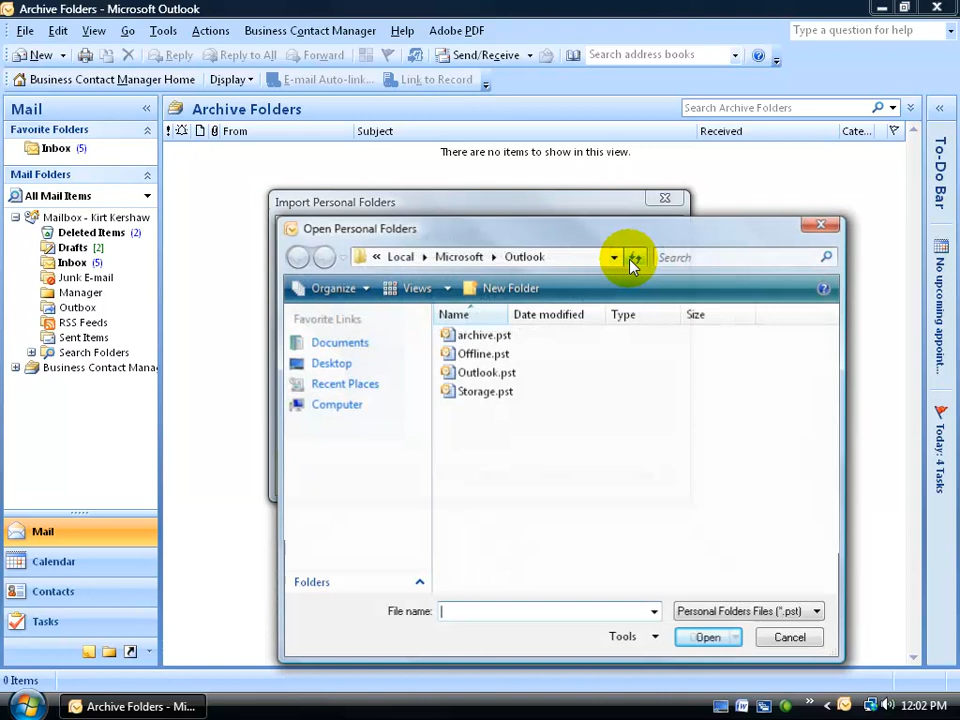 Archive Folders - Microsoft Outlook
File Edit View Go Tools Actions Business Contact Manager Help Adobe PDF
Type a question for help
New Reply Reply to All Forward Send/Receive Search address books
Business Contact Manager Home Display E-mail Auto-link... Link to Record
Mail
Archive Folders
Search Archive Folders
Favorite Folders
From Subject Received Cate...
Inbox (5)
There are no items to show in this view.
Mail Folders
All Mail Items
Mailbox - Kirt Kershaw
Deleted Items (2)
Drafts (2)
Inbox (5)
Junk E-mail
Manager
Outbox
RSS Feeds
Sent Items
Search Folders
Business Contact Mana
Mail
Calendar
Contacts
Tasks
Import Personal Folders
Open Personal Folders
Local Microsoft Outlook
Search
Organize Views New Folder
Favorite Links
Documents
Desktop
Recent Places
Computer
Folders
Name Date modified Type Size
archive.pst
Offline.pst
Outlook.pst
Storage.pst
File name: Personal Folders Files (*.pst)
Tools Open Cancel
To-Do Bar
No upcoming appoint...
Today: 4 Tasks
0 Items
Archive Folders - Mi...
12:02 PM